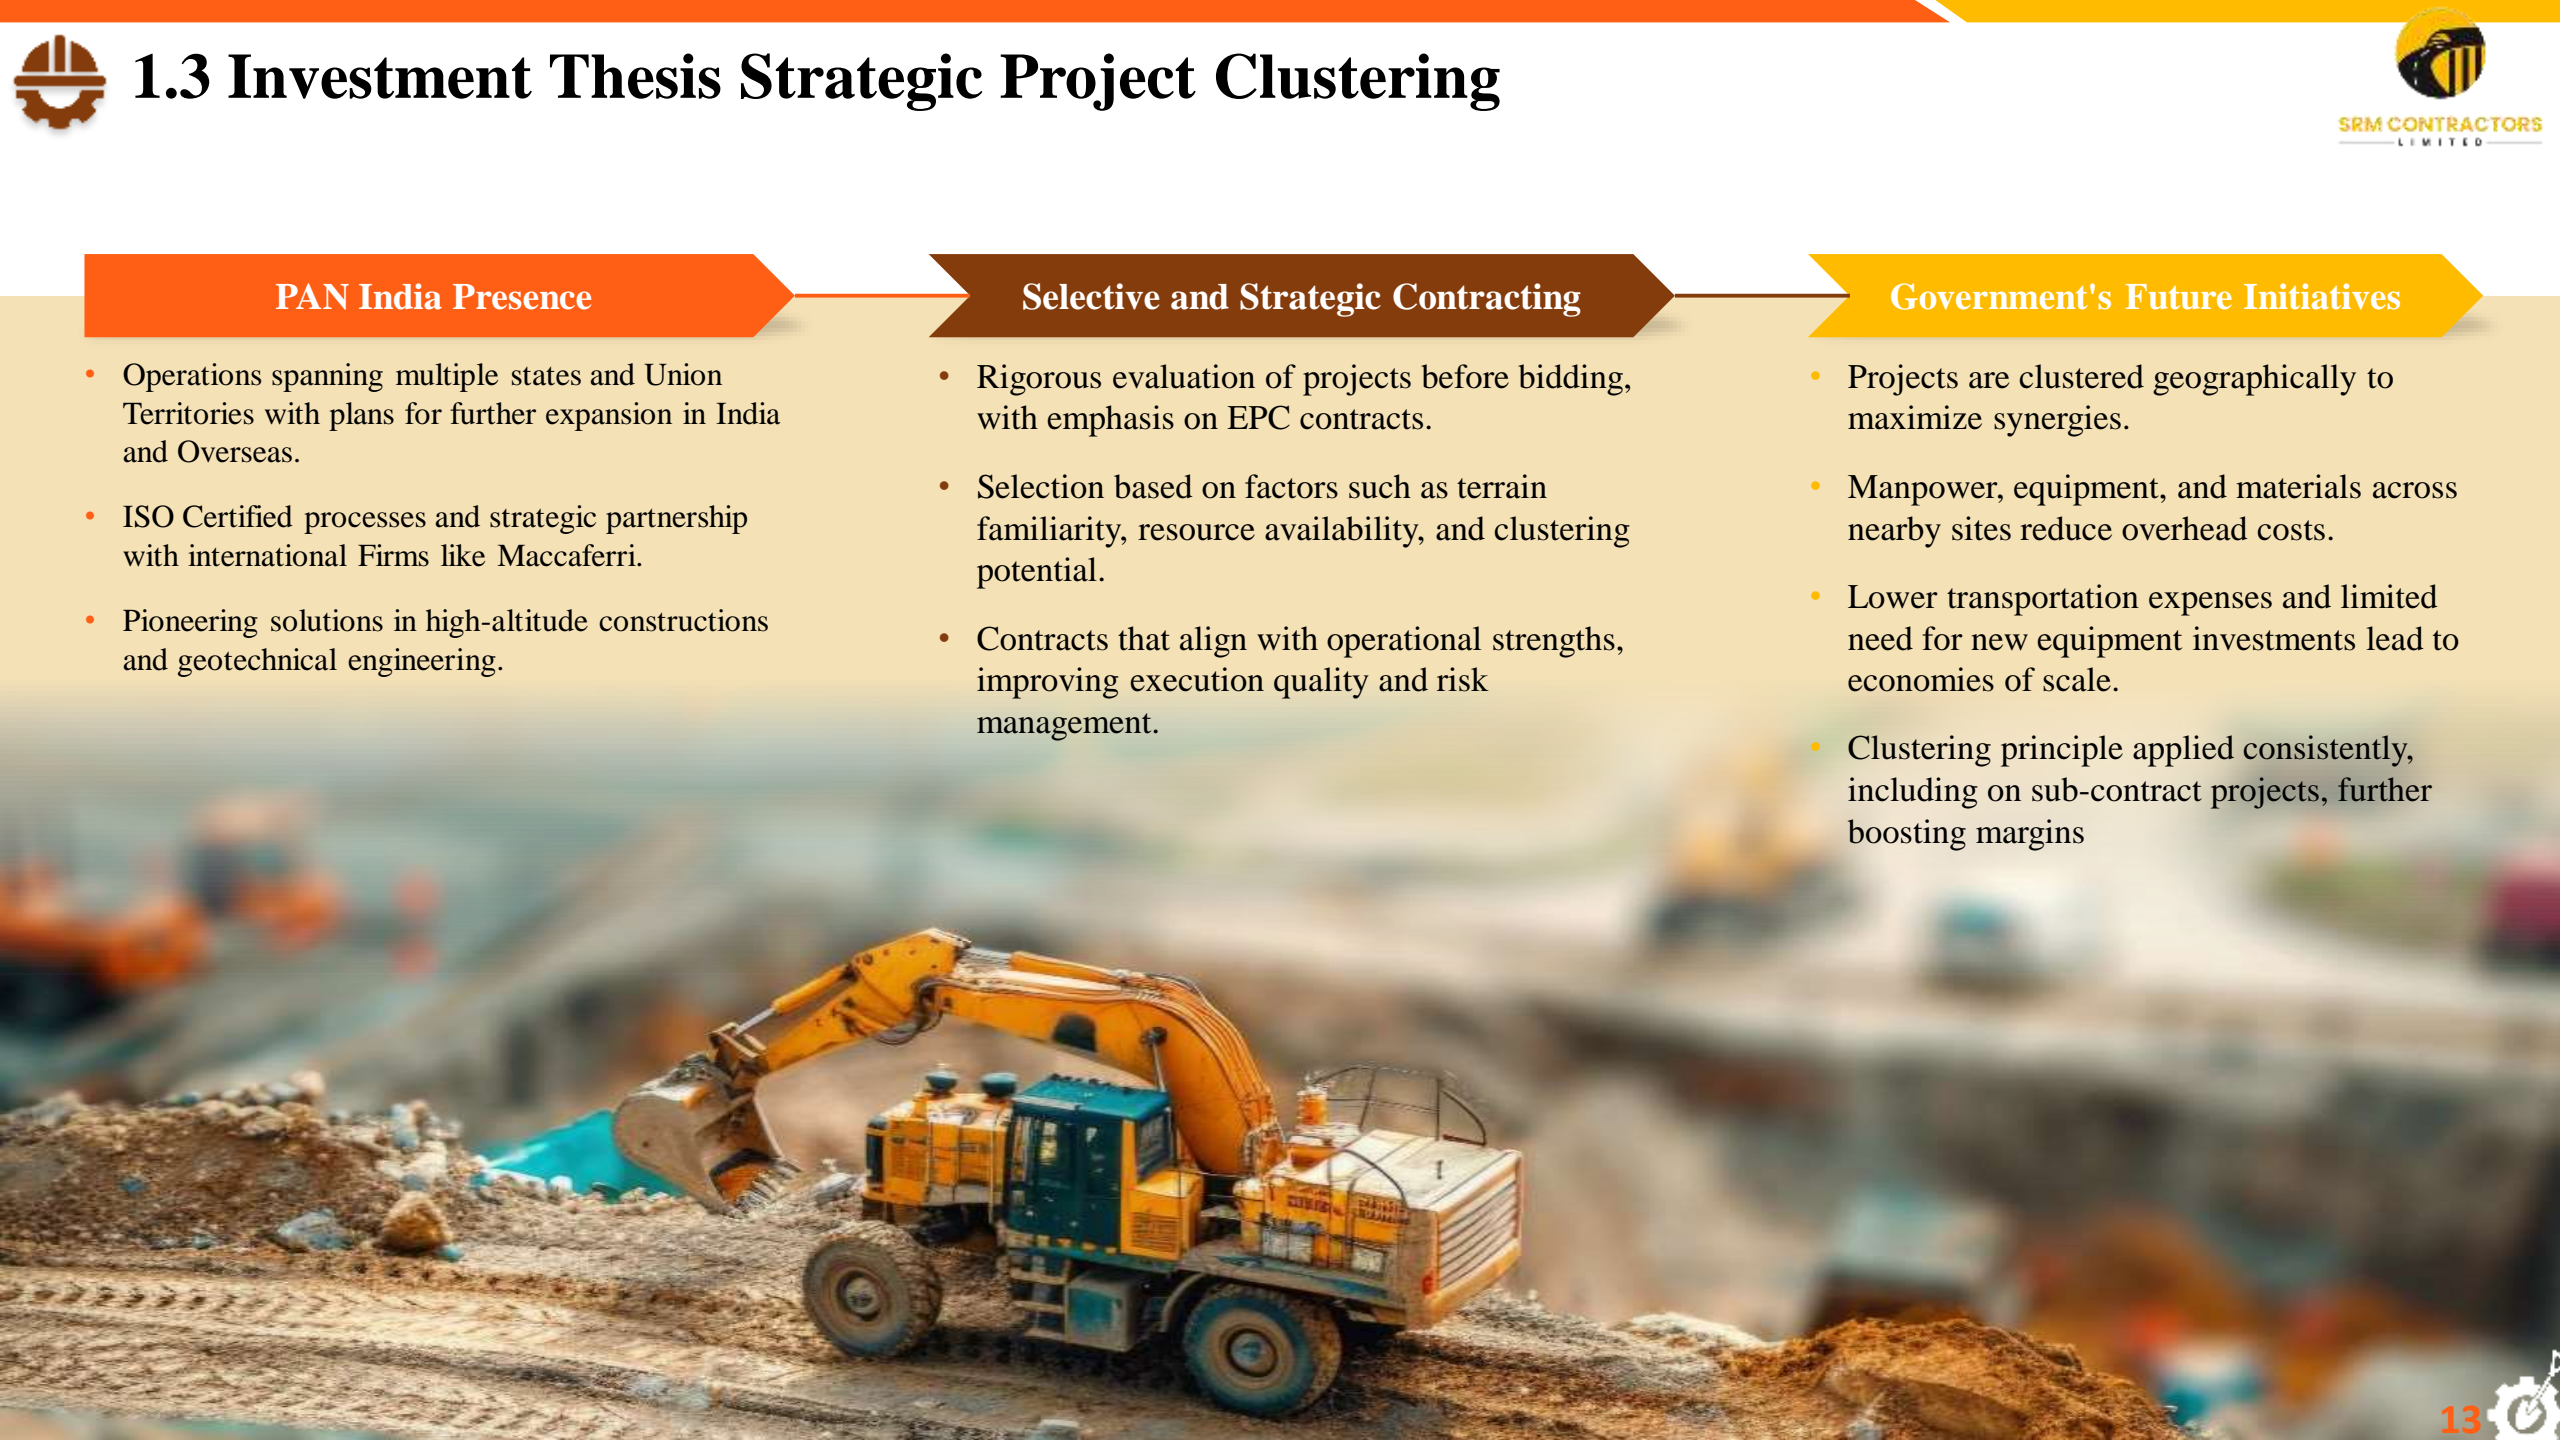 1.3 Investment Thesis Strategic Project Clustering
SRM CONTRACTORS
LIMITED
PAN India Presence
• Operations spanning multiple states and Union
Territories with plans for further expansion in India
and Overseas.
• ISO Certified processes and strategic partnership
with international Firms like Maccaferri.
• Pioneering solutions in high-altitude constructions
and geotechnical engineering.
Selective and Strategic Contracting
• Rigorous evaluation of projects before bidding,
with emphasis on EPC contracts.
• Selection based on factors such as terrain
familiarity, resource availability, and clustering
potential.
• Contracts that align with operational strengths,
improving execution quality and risk
management.
Government's Future Initiatives
• Projects are clustered geographically to
maximize synergies.
• Manpower, equipment, and materials across
nearby sites reduce overhead costs.
• Lower transportation expenses and limited
need for new equipment investments lead to
economies of scale.
• Clustering principle applied consistently,
including on sub-contract projects, further
boosting margins
13